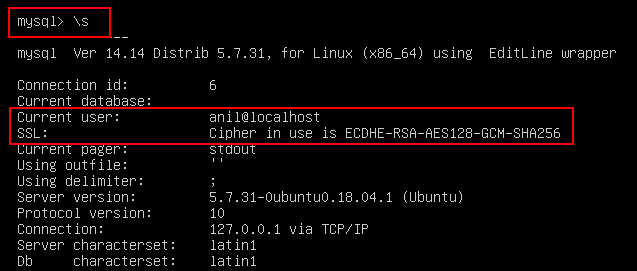 mysql> \s
mysql  Ver 14.14 Distrib 5.7.31, for Linux (x86_64) using  EditLine wrapper
Connection id:          6
Current database:
Current user:           anil@localhost
SSL:                    Cipher in use is ECDHE-RSA-AES128-GCM-SHA256
Current pager:          stdout
Using outfile:          ''
Using delimiter:        ;
Server version:         5.7.31-0ubuntu0.18.04.1 (Ubuntu)
Protocol version:       10
Connection:             127.0.0.1 via TCP/IP
Server characterset:    latin1
Db     characterset:    latin1